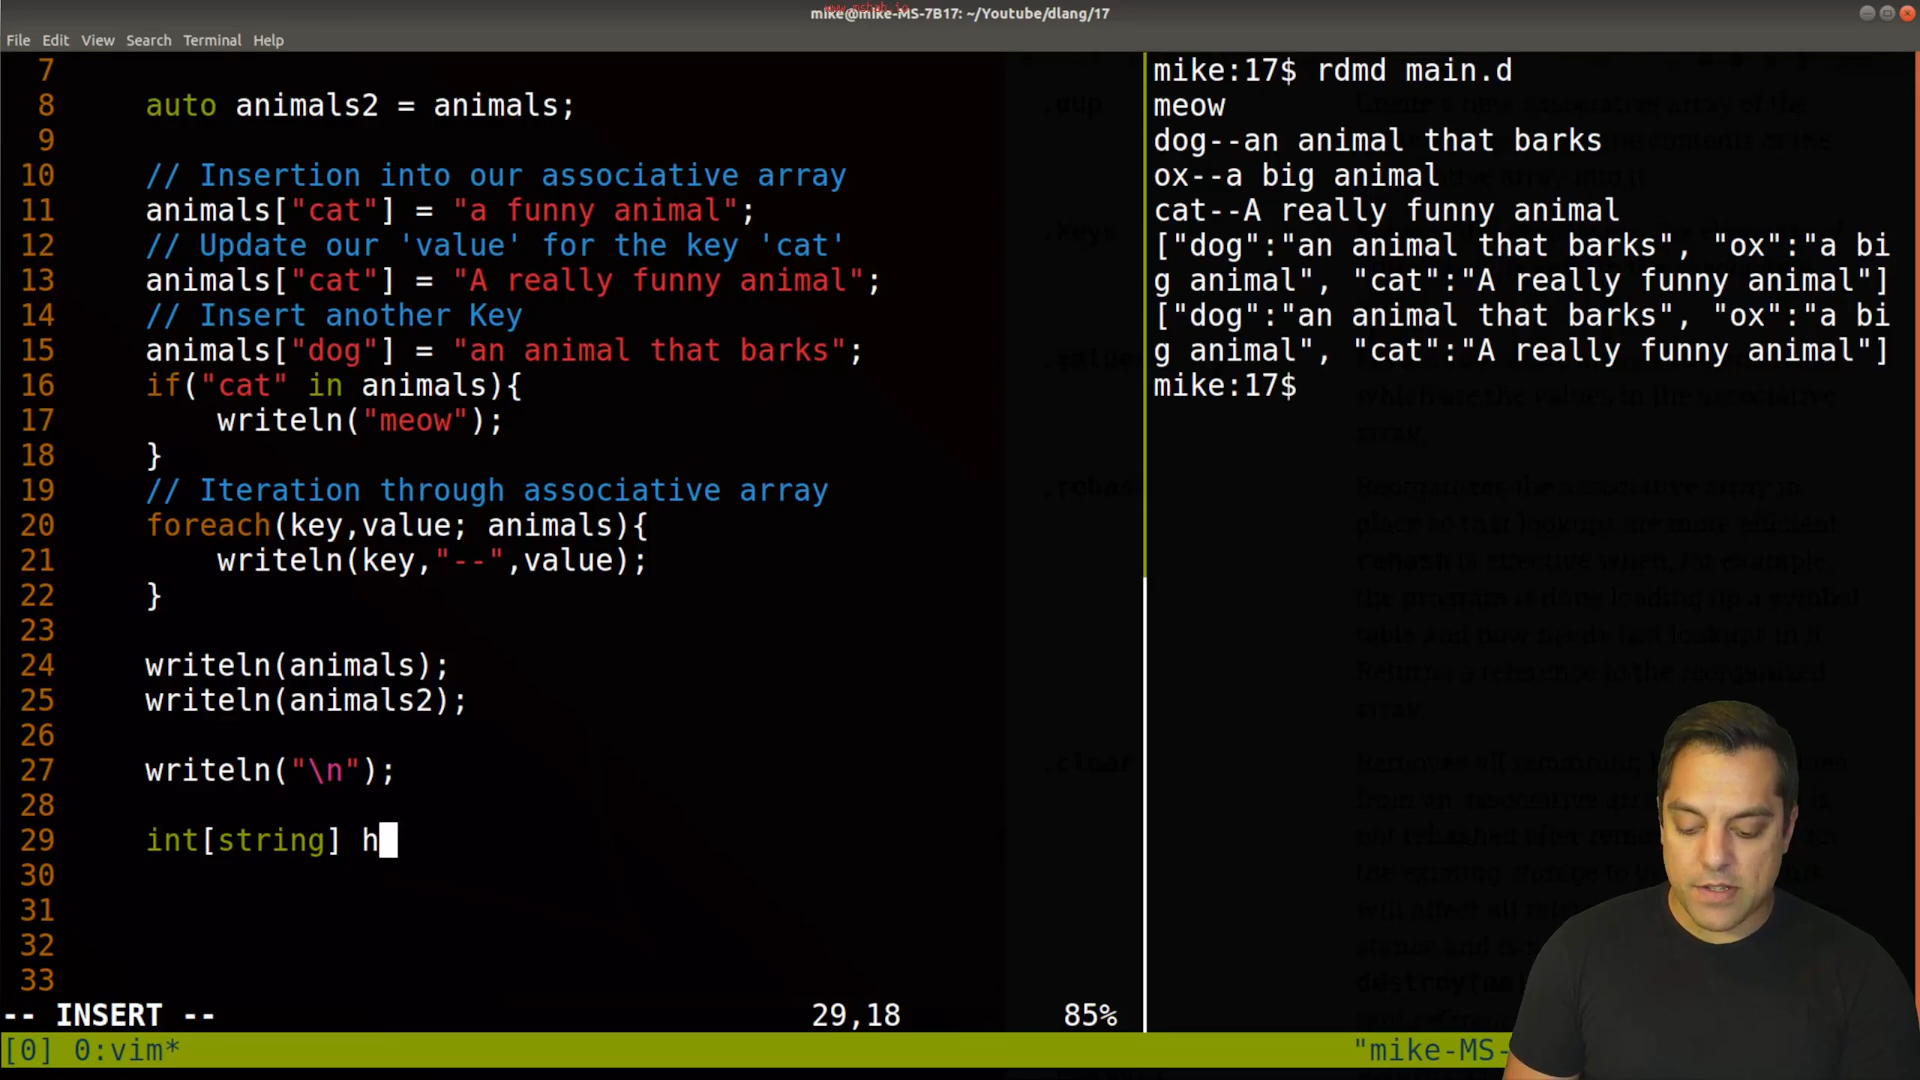 www.mshah.io
mike@mike-MS-7B17: ~/Youtube/dlang/17
File Edit View Search Terminal Help
7
8 auto animals2 = animals;
9
10 // Insertion into our associative array
11 animals["cat"] = "a funny animal";
12 // Update our 'value' for the key 'cat'
13 animals["cat"] = "A really funny animal";
14 // Insert another Key
15 animals["dog"] = "an animal that barks";
16 if("cat" in animals){
17 writeln("meow");
18 }
19 // Iteration through associative array
20 foreach(key,value; animals){
21 writeln(key,"--",value);
22 }
23
24 writeln(animals);
25 writeln(animals2);
26
27 writeln("\n");
28
29 int[string] h
30
31
32
33
-- INSERT -- 29,18 85%
[0] 0:vim* "mike-MS-
mike:17$ rdmd main.d
meow
dog--an animal that barks
ox--a big animal
cat--A really funny animal
["dog":"an animal that barks", "ox":"a bi
g animal", "cat":"A really funny animal"]
["dog":"an animal that barks", "ox":"a bi
g animal", "cat":"A really funny animal"]
mike:17$